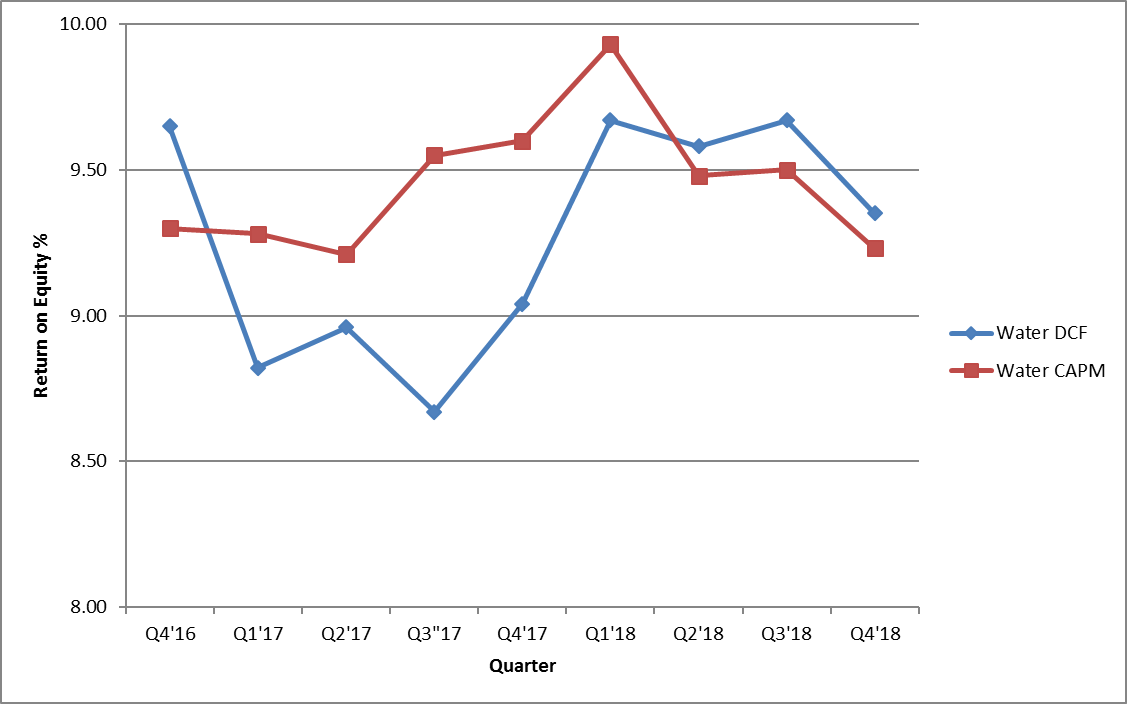 10.00
9.50
9.00
8.50
8.00
Return on Equity %
Q4'16 Q1'17 Q2'17 Q3"17 Q4'17 Q1'18 Q2'18 Q3'18 Q4'18
Quarter
Water DCF
Water CAPM